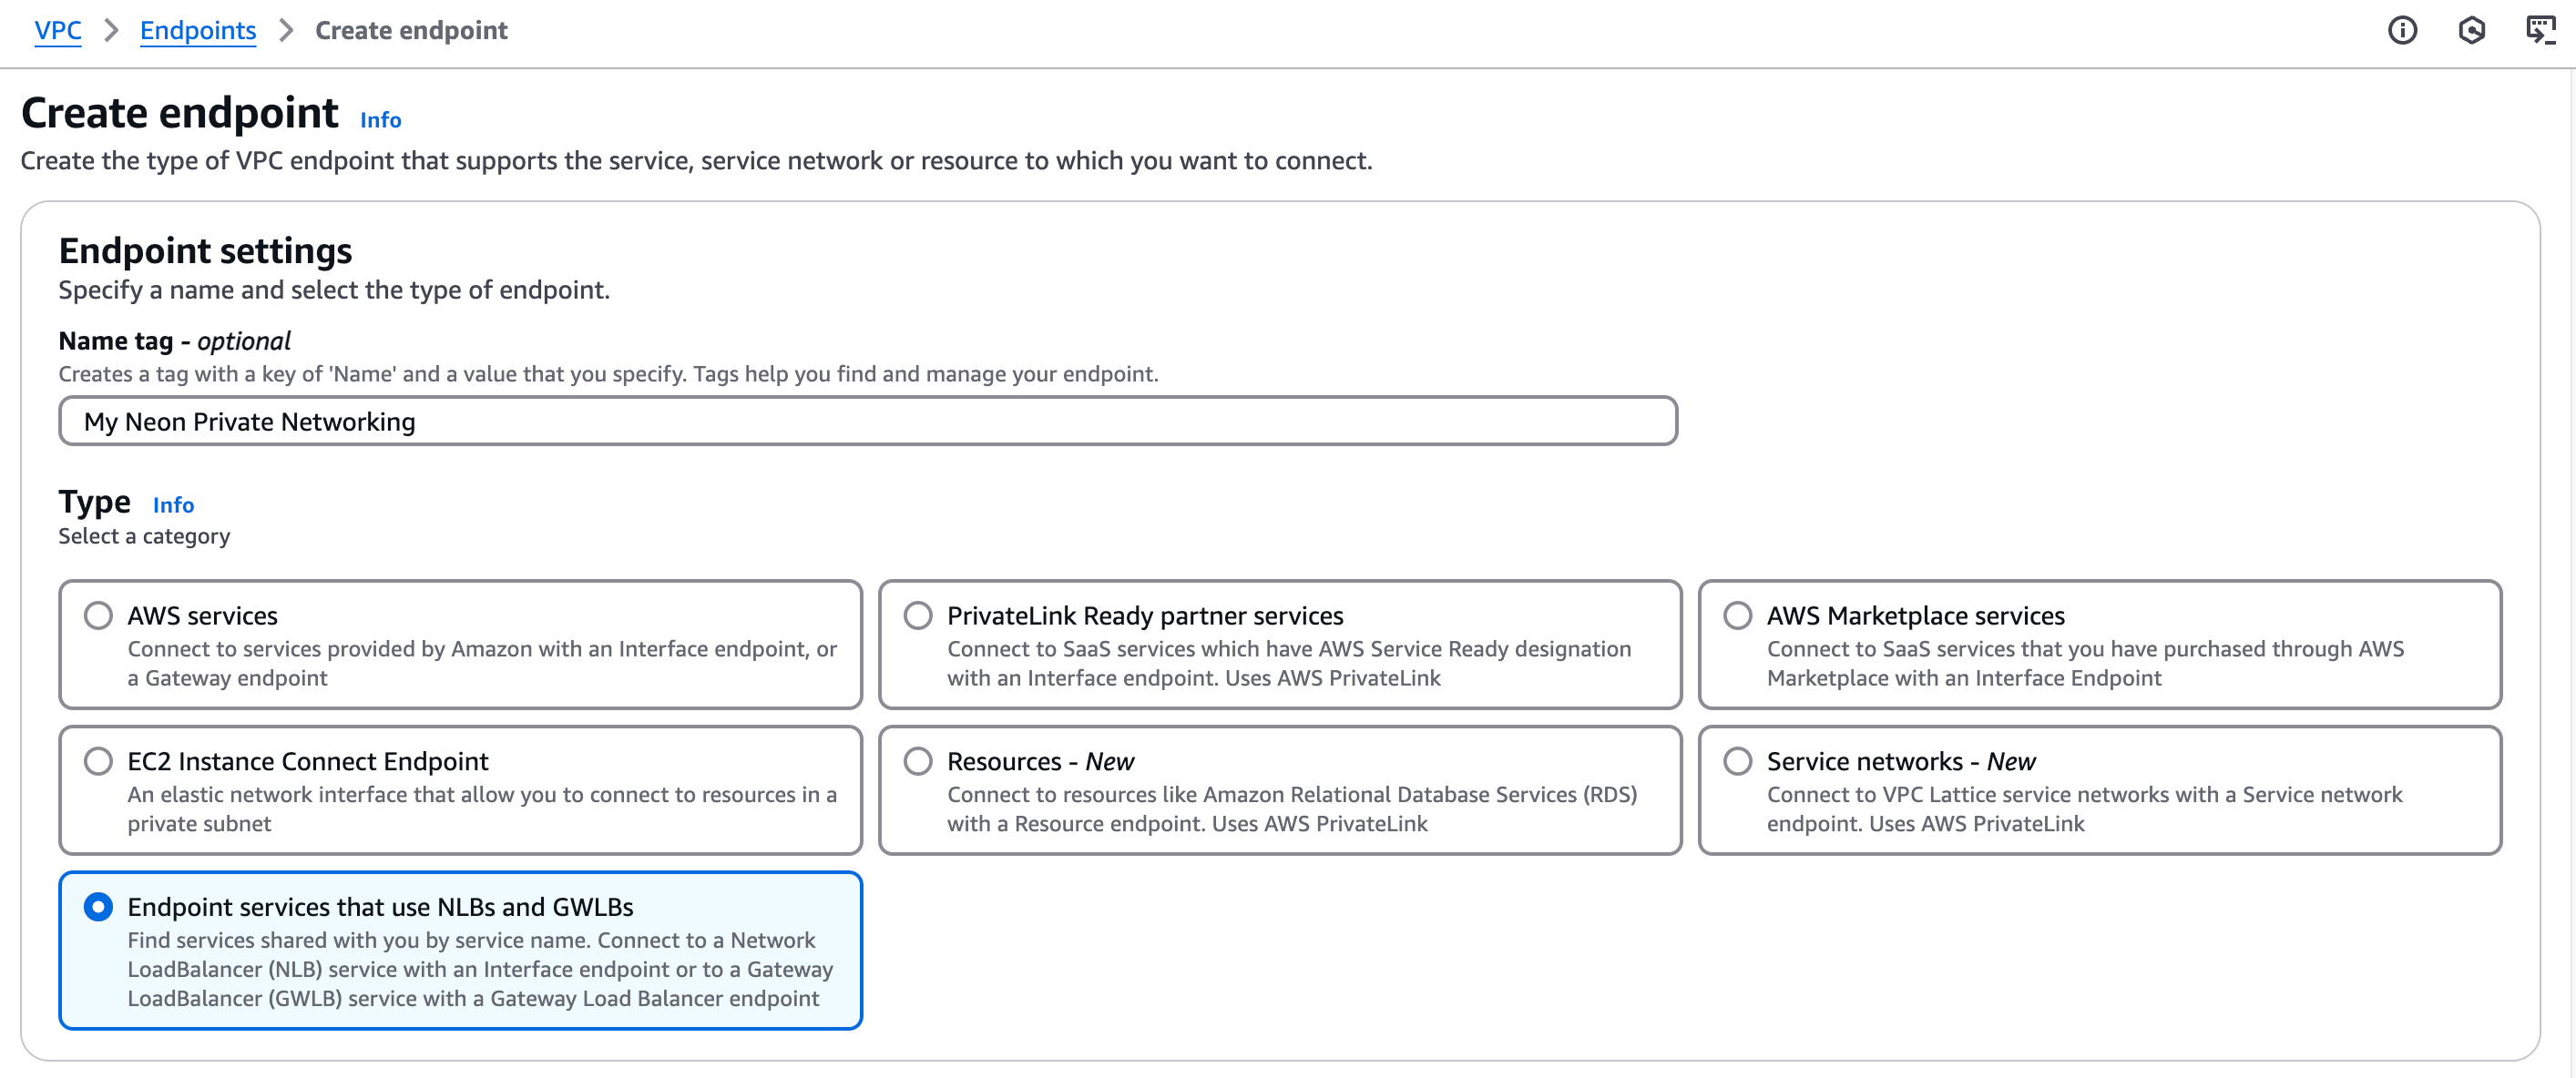 VPC > Endpoints > Create endpoint
Create endpoint Info
Create the type of VPC endpoint that supports the service, service network or resource to which you want to connect.
Endpoint settings
Specify a name and select the type of endpoint.
Name tag - optional
Creates a tag with a key of 'Name' and a value that you specify. Tags help you find and manage your endpoint.
My Neon Private Networking
Type Info
Select a category
AWS services
Connect to services provided by Amazon with an Interface endpoint, or
a Gateway endpoint
PrivateLink Ready partner services
Connect to SaaS services which have AWS Service Ready designation
with an Interface endpoint. Uses AWS PrivateLink
AWS Marketplace services
Connect to SaaS services that you have purchased through AWS
Marketplace with an Interface Endpoint
EC2 Instance Connect Endpoint
An elastic network interface that allow you to connect to resources in a
private subnet
Resources - New
Connect to resources like Amazon Relational Database Services (RDS)
with a Resource endpoint. Uses AWS PrivateLink
Service networks - New
Connect to VPC Lattice service networks with a Service network
endpoint. Uses AWS PrivateLink
Endpoint services that use NLBs and GWLBs
Find services shared with you by service name. Connect to a Network
LoadBalancer (NLB) service with an Interface endpoint or to a Gateway
LoadBalancer (GWLB) service with a Gateway Load Balancer endpoint